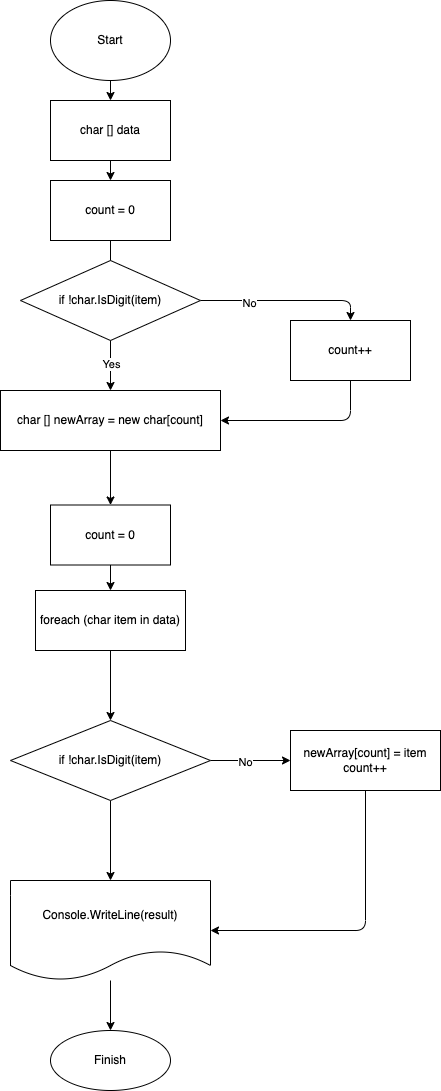 Start
char [] data
count = 0
if !char.IsDigit(item)
No
count++
Yes
char [] newArray = new char[count]
count = 0
foreach (char item in data)
if !char.IsDigit(item)
No
newArray[count] = item
count++
Console.WriteLine(result)
Finish